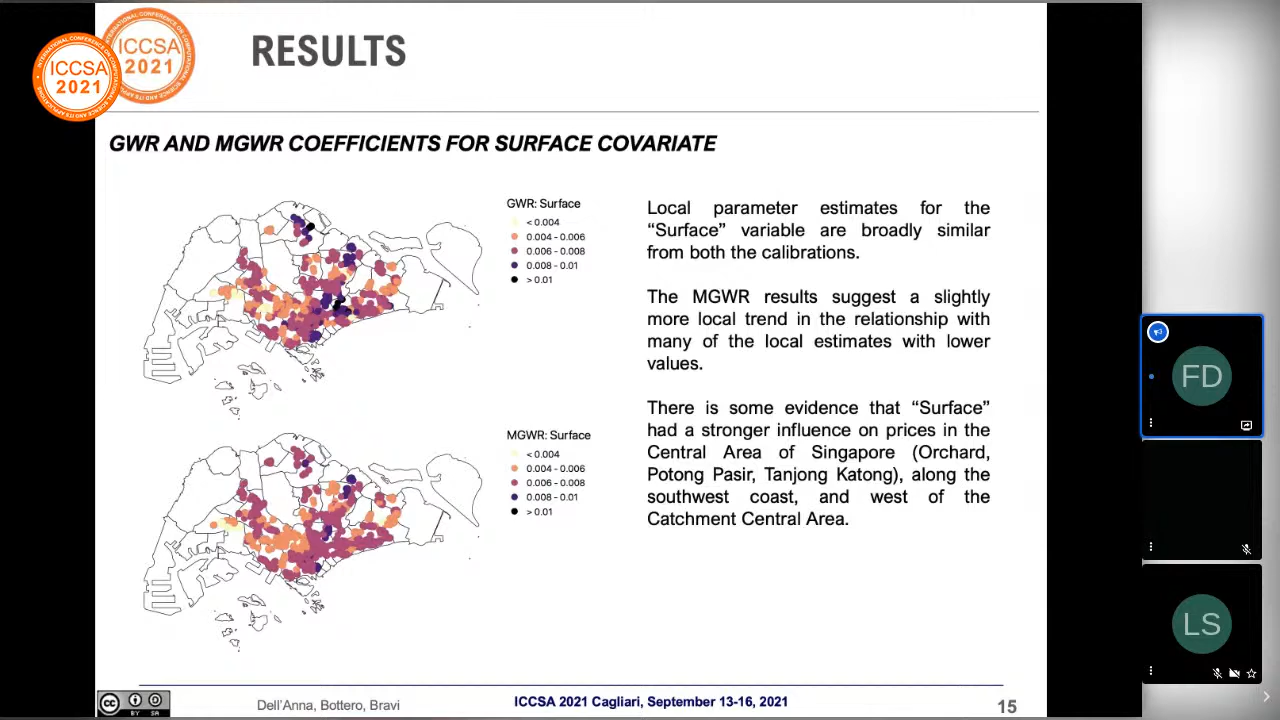 ICCSA
2021
ICCSA
2021
RESULTS
GWR AND MGWR COEFFICIENTS FOR SURFACE COVARIATE
GWR: Surface
< 0.004
0.004 - 0.006
0.006 - 0.008
0.008 - 0.01
> 0.01
MGWR: Surface
< 0.004
0.004 - 0.006
0.006 - 0.008
0.008 - 0.01
> 0.01
Local parameter estimates for the
“Surface” variable are broadly similar
from both the calibrations.
The MGWR results suggest a slightly
more local trend in the relationship with
many of the local estimates with lower
values.
There is some evidence that “Surface”
had a stronger influence on prices in the
Central Area of Singapore (Orchard,
Potong Pasir, Tanjong Katong), along the
southwest coast, and west of the
Catchment Central Area.
FD
LS
cc
BY SA
Dell’Anna, Bottero, Bravi
ICCSA 2021 Cagliari, September 13-16, 2021
15